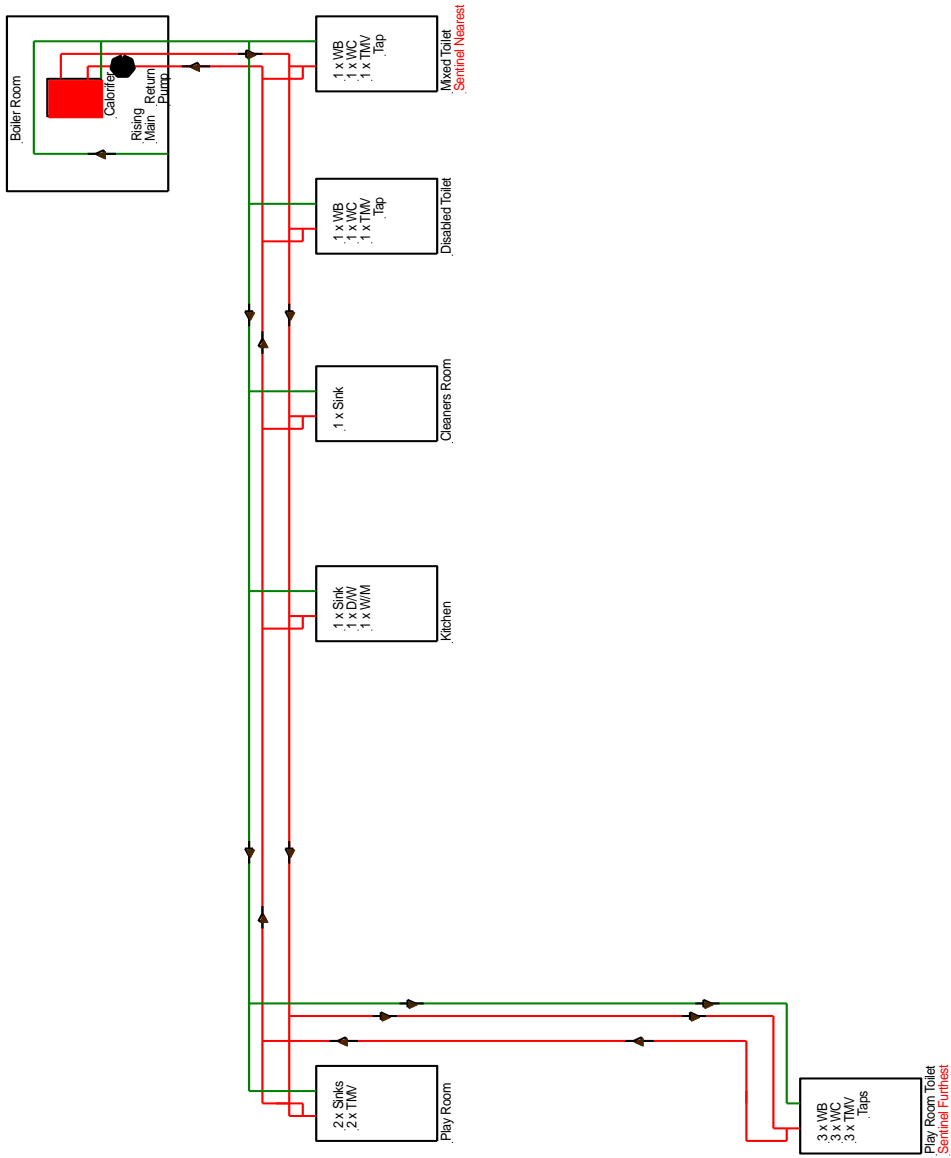 Boiler Room
Calorifer
Rising
Main
Return
Pump
1 x WB
1 x WC
1 x TMV
Tap
Mixed Toilet
Sentinel Nearest
1 x WB
1 x WC
1 x TMV
Tap
Disabled Toilet
1 x Sink
Cleaners Room
1 x Sink
1 x D/W
1 x W/M
Kitchen
2 x Sinks
2 x TMV
Play Room
3 x WB
3 x WC
3 x TMV
Taps
Play Room Toilet
Sentinel Furthest